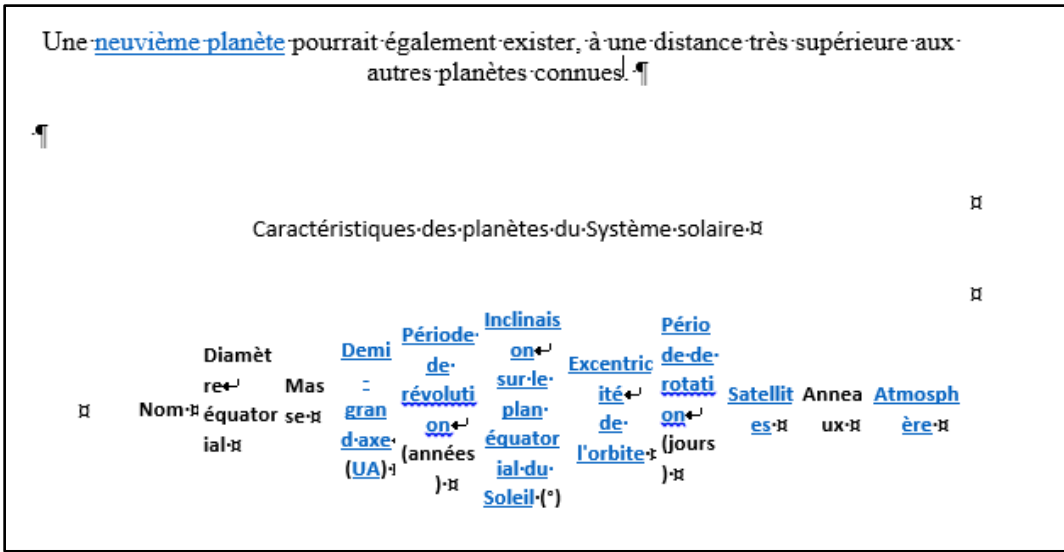 Une neuvième planète pourrait également exister, à une distance très supérieure aux
autres planètes connues. ¶
¶
¤
Caractéristiques des planètes du Système solaire ¤
¤
¤
Nom ¤
Diamèt
re↵
équator
ial ¤
Mas
se ¤
Demi
-
gran
d axe
(UA)
Période
de
révoluti
on↵
(années
) ¤
Inclinais
on↵
sur le
plan
équator
ial du
Soleil (°)
Excentric
ité↵
de
l'orbite ¤
Pério
de de
rotati
on↵
(jours
) ¤
Satellit
es ¤
Annea
ux ¤
Atmosph
ère ¤